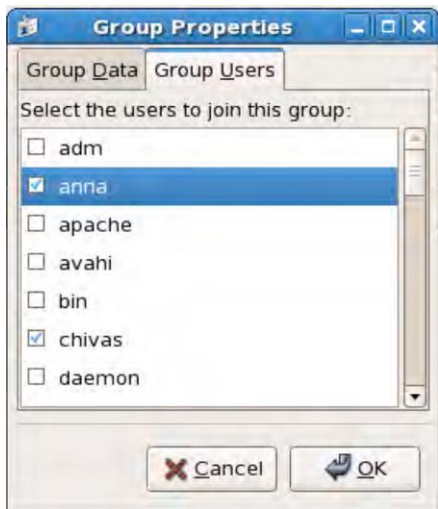 Group Properties
Group Data Group Users
Select the users to join this group:
adm
anna
apache
avahi
bin
chivas
daemon
Cancel OK